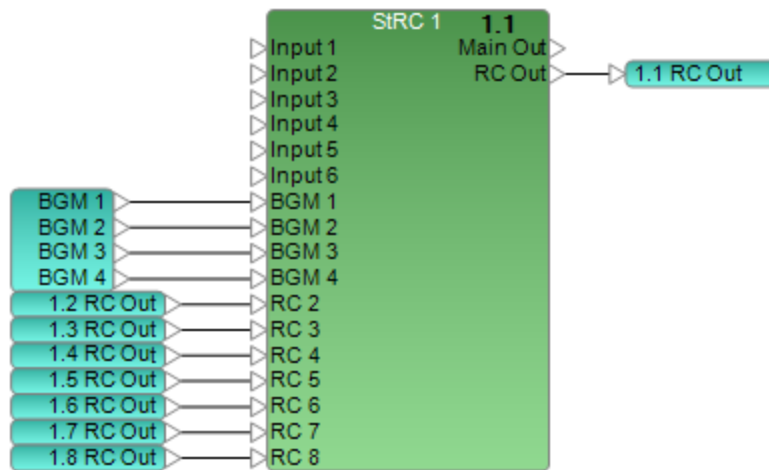 StRC 1 1.1
Input 1 Main Out
Input 2 RC Out 1.1 RC Out
Input 3
Input 4
Input 5
Input 6
BGM 1 BGM 1
BGM 2 BGM 2
BGM 3 BGM 3
BGM 4 BGM 4
1.2 RC Out RC 2
1.3 RC Out RC 3
1.4 RC Out RC 4
1.5 RC Out RC 5
1.6 RC Out RC 6
1.7 RC Out RC 7
1.8 RC Out RC 8